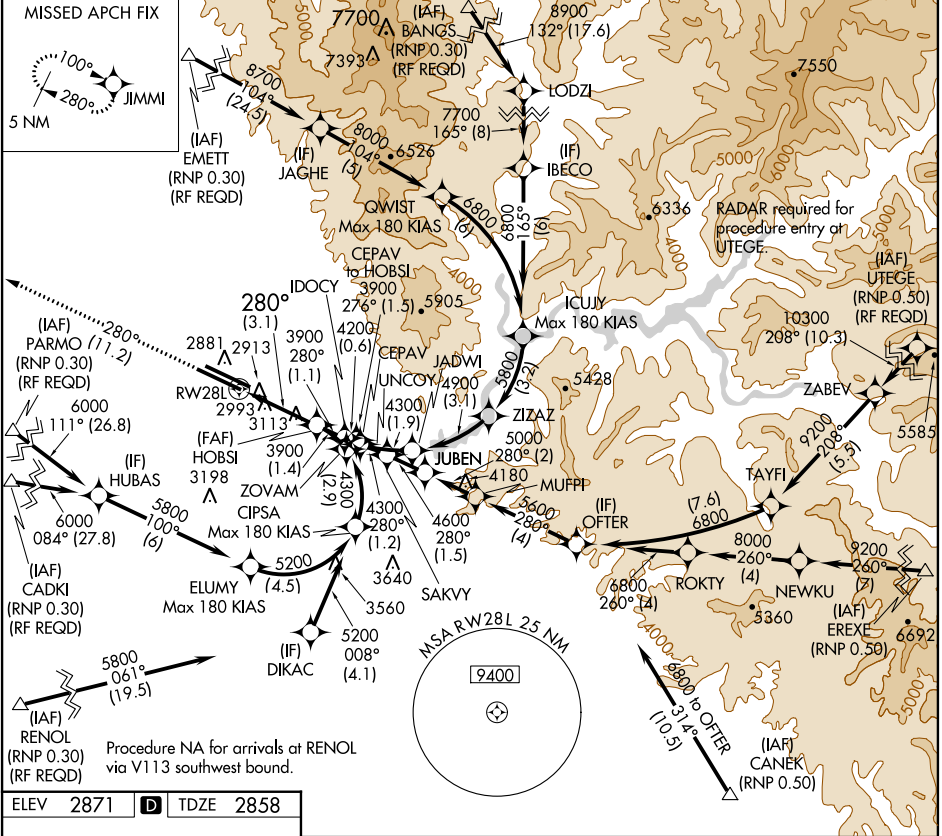 MISSED APCH FIX
100°
280°
JIMMI
5 NM
7700
7393
(IAF)
BANGS
(RNP 0.30)
(RF REQD)
8900
132° (17.6)
LODZI
7700
165° (8)
(IF)
IBECO
7550
5000
6000
8700
104°
(24.5)
(IAF)
EMETT
(RNP 0.30)
(RF REQD)
(IF)
JAGHE
8000
104°
(5)
6526
QWIST
Max 180 KIAS
6800
(6)
6800
165°
(6)
6336
5000
4000
RADAR required for
procedure entry at
UTEGE.
5000
(IAF)
UTEGE
(RNP 0.50)
(RF REQD)
10300
208° (10.3)
CEPAV
to HOBSI
3900
276° (1.5)
5905
4000
ICUJY
Max 180 KIAS
280°
(11.2)
280°
(3.1)
IDOCY
3900
280°
(1.1)
4200
(0.6)
CEPAV
UNCOY
4300
(1.9)
JADWI
4900
(3.1)
5800
(3.2)
ZIZAZ
5428
ZABEV
5585
9200
208°
(5.5)
(IAF)
PARMO
(RNP 0.30)
(RF REQD)
2881
2913
RW28L
2993
3113
(FAF)
HOBSI
3198
3900
(1.4)
ZOVAM
CIPSA
Max 180 KIAS
4300
(2.9)
JUBEN
5000
280° (2)
4180
MUFPI
5600
280°
(4)
TAYFI
(7.6)
6800
(IF)
OFTER
6000
111° (26.8)
(IF)
HUBAS
6000
084° (27.8)
5800
100°
(6)
(IAF)
CADKI
(RNP 0.30)
(RF REQD)
ELUMY
Max 180 KIAS
5200
(4.5)
4300
280°
(1.2)
4600
280°
(1.5)
SAKVY
3640
3560
6800
260° (4)
ROKTY
8000
260°
(4)
NEWKU
9200
260°
(7)
(IAF)
EREXE
(RNP 0.50)
5360
6692
5000
4000
(IF)
DIKAC
5200
008°
(4.1)
5800
061°
(19.5)
(IAF)
RENOL
(RNP 0.30)
(RF REQD)
Procedure NA for arrivals at RENOL
via V113 southwest bound.
MSA RW28L 25 NM
9400
6800 to OFTER
314°
(10.5)
(IAF)
CANEK
(RNP 0.50)
ELEV 2871 D TDZE 2858